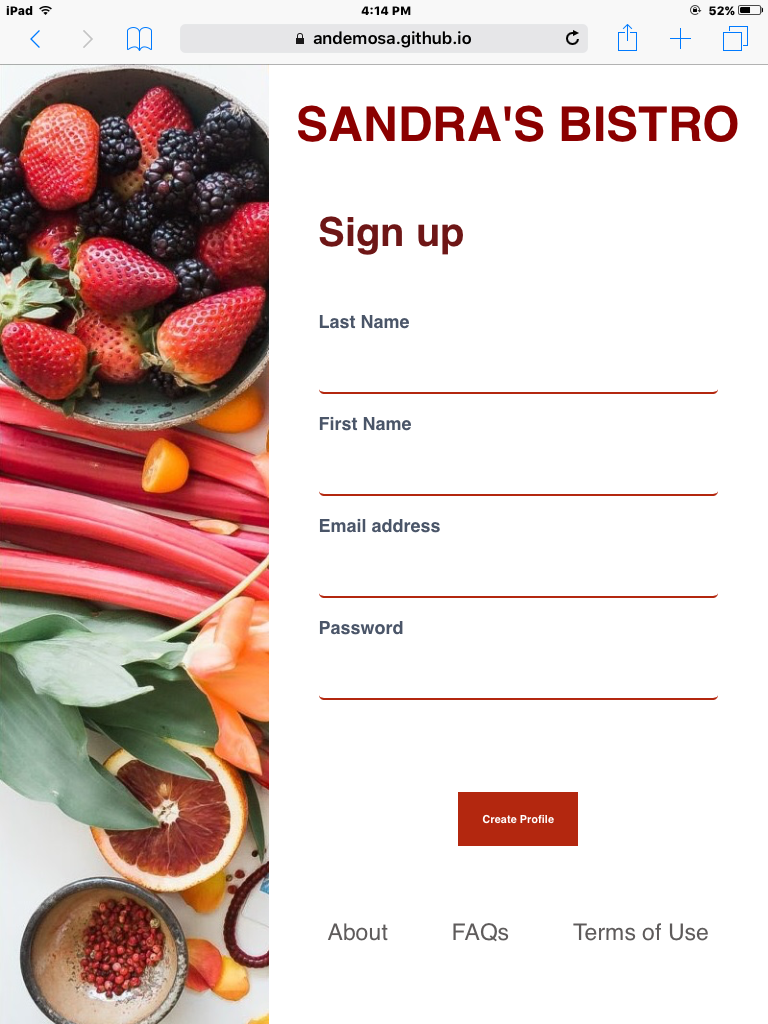 iPad 4:14 PM 52%
andemosa.github.io
SANDRA'S BISTRO
Sign up
Last Name
First Name
Email address
Password
Create Profile
About FAQs Terms of Use